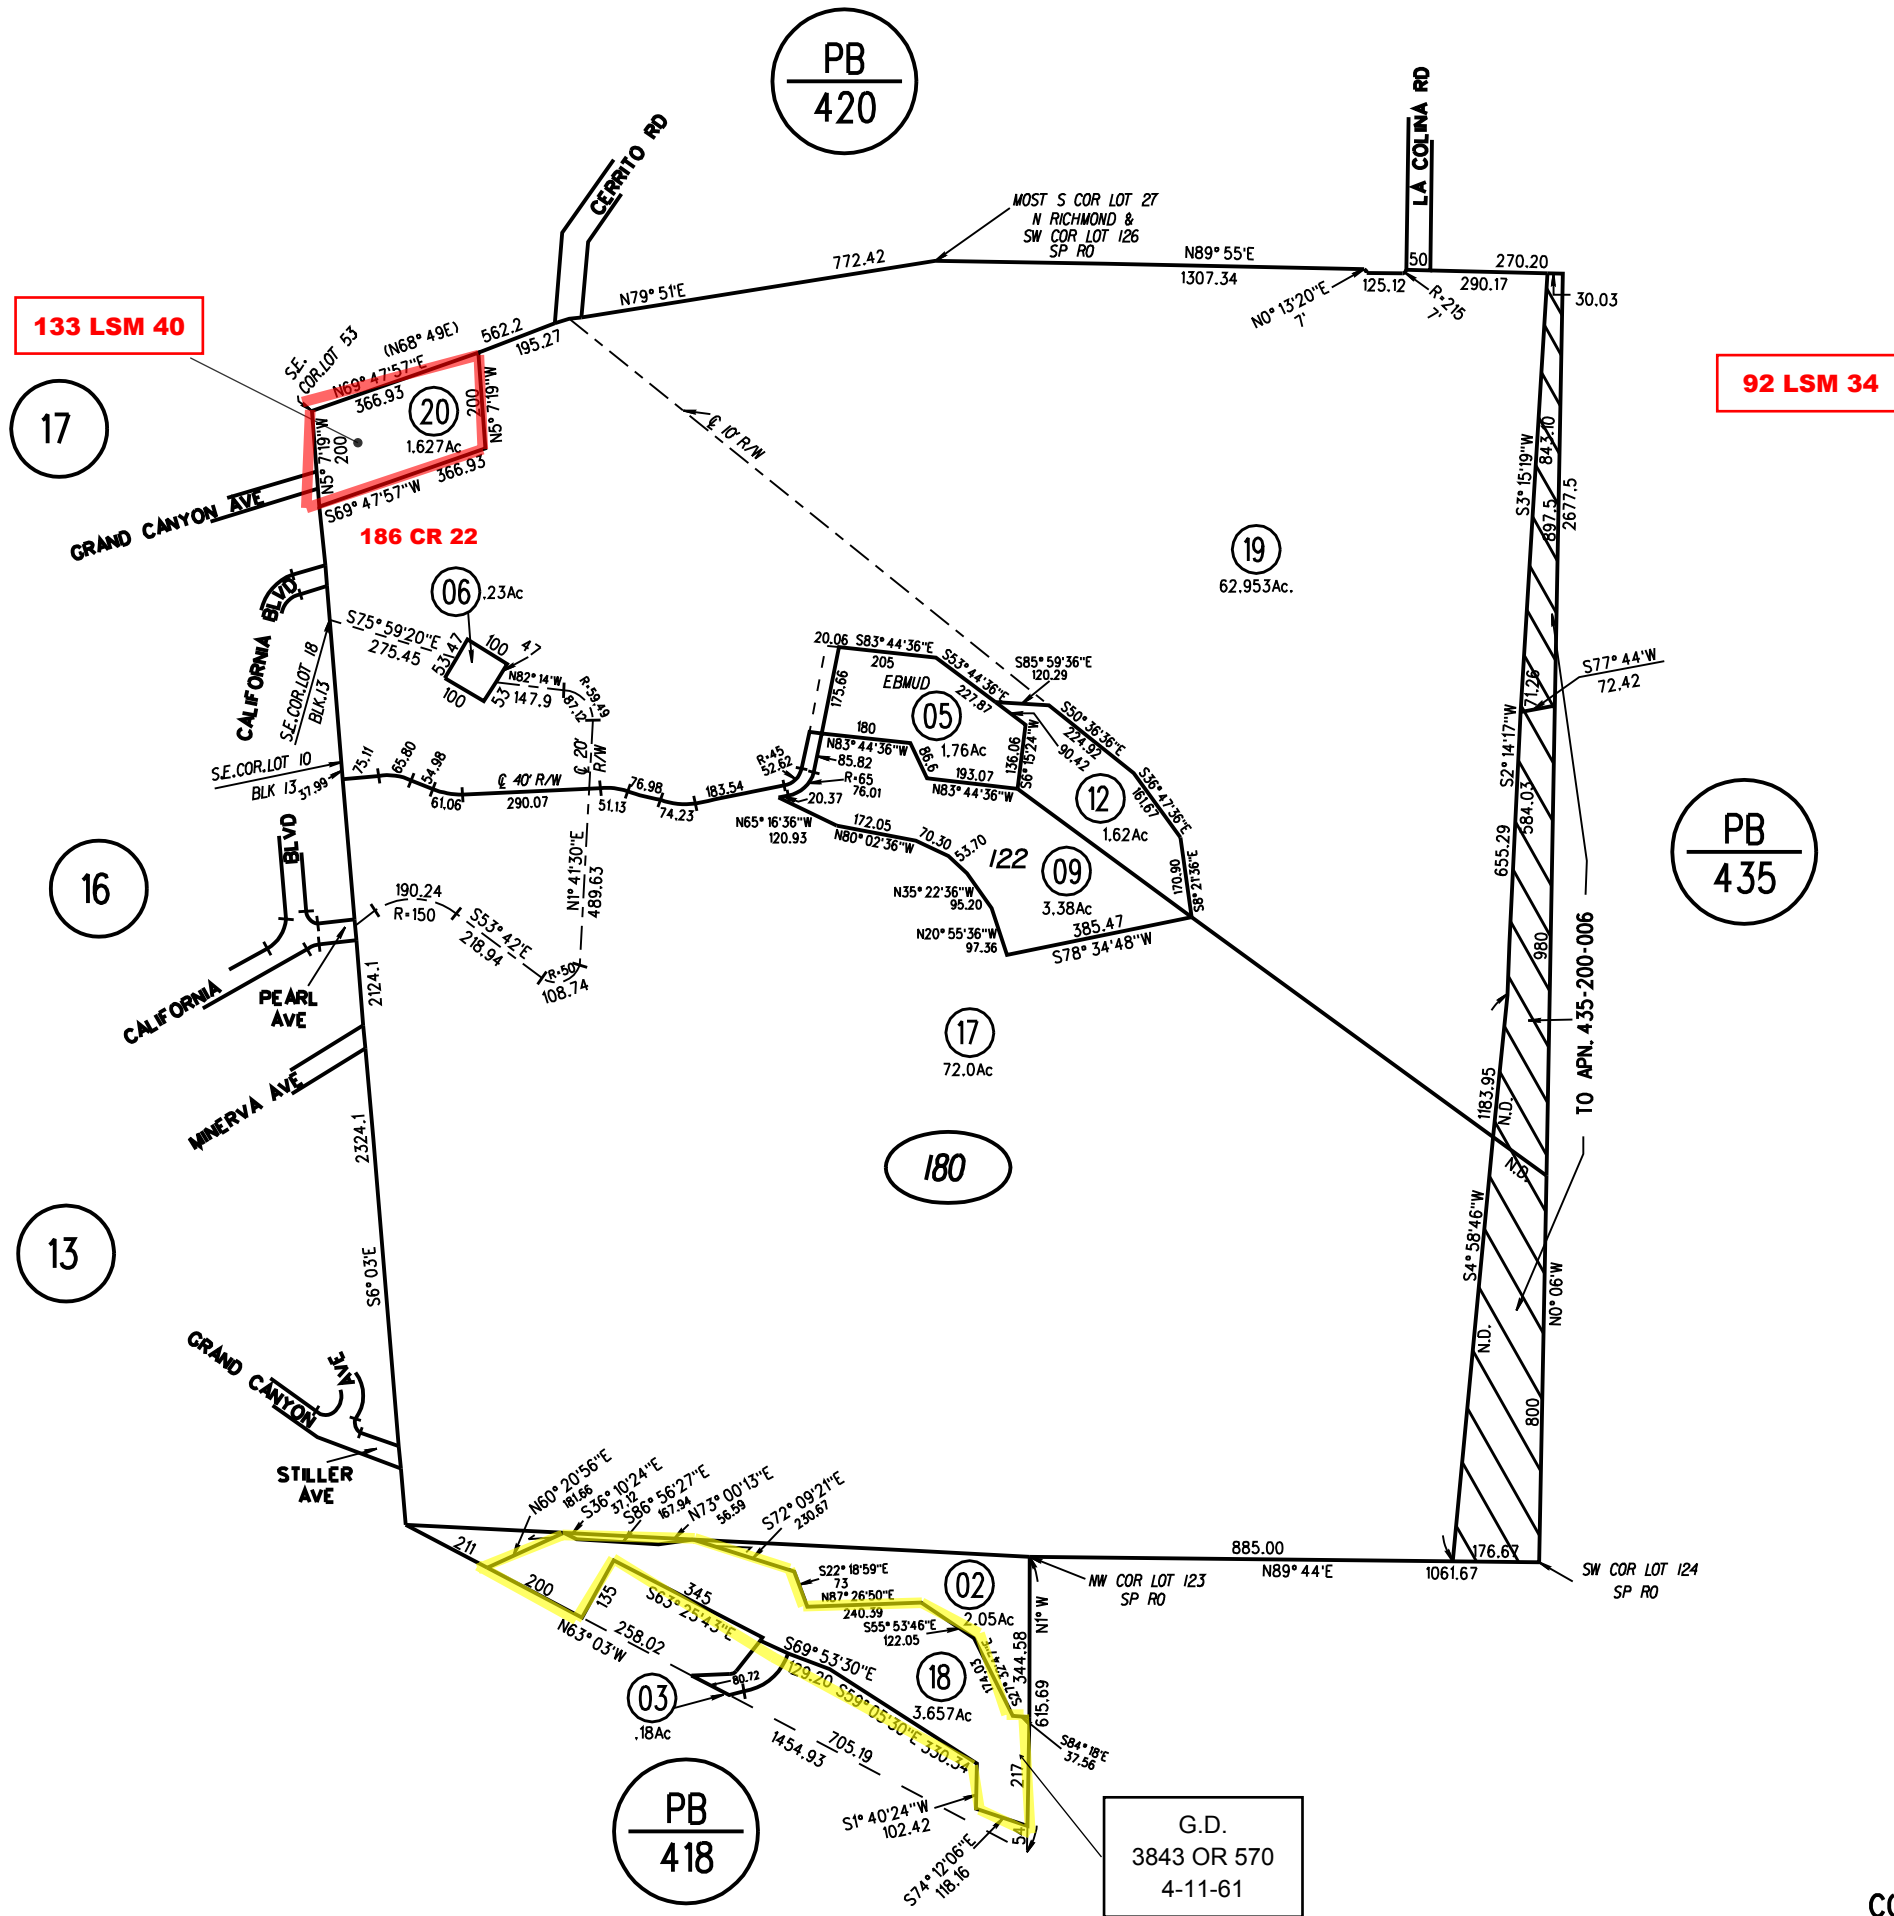 PB
420
CERRITO RD
LA COLINA RD
MOST S COR LOT 27
N RICHMOND &
SW COR LOT 126
SP RO
772.42
N79° 51'E
N89° 55'E
1307.34
N0° 13'20"E
7'
125.12
50
R=215
7'
270.20
290.17
30.03
133 LSM 40
92 LSM 34
S.E.
COR.LOT 53
(N68° 49E)
N69° 47'57"E
366.93
562.2
195.27
17
20
1.627Ac
N5° 7'19"W
200
200
N5° 7'19"W
366.93
S69° 47'57"W
GRAND CANYON AVE
186 CR 22
℄ 10' R/W
19
62.953Ac.
S3° 15'19"W
843.10
897.5
2677.5
CALIFORNIA BLVD
06
.23Ac
S75° 59'20"E
275.45
47
53
100
47
100
53
N82° 14'W
147.9
R=59.49
87.12
S.E.COR.LOT 18
BLK.13
S.E.COR.LOT 10
BLK 13
37.99
75.11
65.80
54.98
61.06
℄ 40' R/W
290.07
℄ 20'
R/W
51.13
76.98
74.23
183.54
20.06
S83° 44'36"E
205
EBMUD
175.66
S53° 44'36"E
227.87
05
1.76Ac
S85° 59'36"E
120.29
S50° 36'36"E
224.92
180
N83° 44'36"W
86.6
193.07
N83° 44'36"W
136.06
S6° 15'24"W
90.42
R=45
52.62
85.82
R=65
76.01
20.37
N65° 16'36"W
120.93
172.05
N80° 02'36"W
70.30
53.70
122
12
1.62Ac
S36° 47'36"E
161.67
170.90
S8° 21'36"E
09
3.38Ac
N35° 22'36"W
95.20
N20° 55'36"W
97.36
385.47
S78° 34'48"W
S77° 44'W
72.42
71.26
S2° 14'17"W
584.03
655.29
PB
435
980
TO APN. 435-200-006
16
BLVD
CALIFORNIA
PEARL
AVE
190.24
R=150
S53° 42'E
218.94
R=50
108.74
N1° 41'30"E
489.63
2124.1
MINERVA AVE
2324.1
17
72.0Ac
180
1183.95
N.D.
N.D.
13
S6° 03'E
S4° 58'46"W
N.D.
N0° 06'W
800
GRAND CANYON
AVE
STILLER
AVE
N60° 20'56"E
181.66
S36° 10'24"E
37.12
S86° 56'27"E
167.94
N73° 00'13"E
56.59
S72° 09'21"E
230.67
211
200
135
345
S63° 25'43"E
N63° 03'W
258.02
S22° 18'59"E
73
N87° 26'50"E
240.39
S55° 53'46"E
122.05
02
2.05Ac
S27° 32'47"E
174.03
344.58
N1° W
615.69
NW COR LOT 123
SP RO
885.00
N89° 44'E
1061.67
176.67
SW COR LOT 124
SP RO
80.72
03
.18Ac
S69° 53'30"E
129.20
S59° 05'30"E 330.34
18
3.657Ac
705.19
1454.93
S84° 18'E
37.56
217
54
S1° 40'24"W
102.42
S74° 12'06"E
118.16
PB
418
G.D.
3843 OR 570
4-11-61
CO